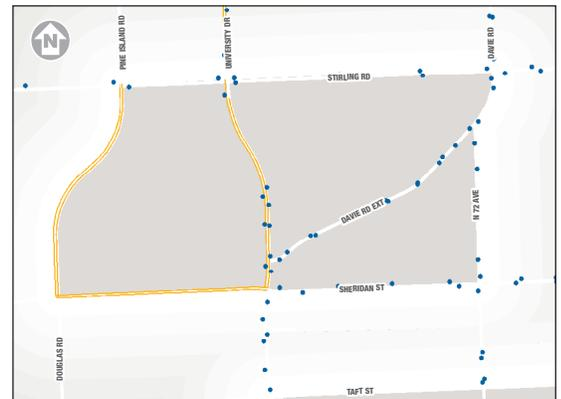 N
PINE ISLAND RD
UNIVERSITY DR
DAVIE RD
STIRLING RD
DAVIE RD EXT
N 72 AVE
SHERIDAN ST
DOUGLAS RD
TAFT ST